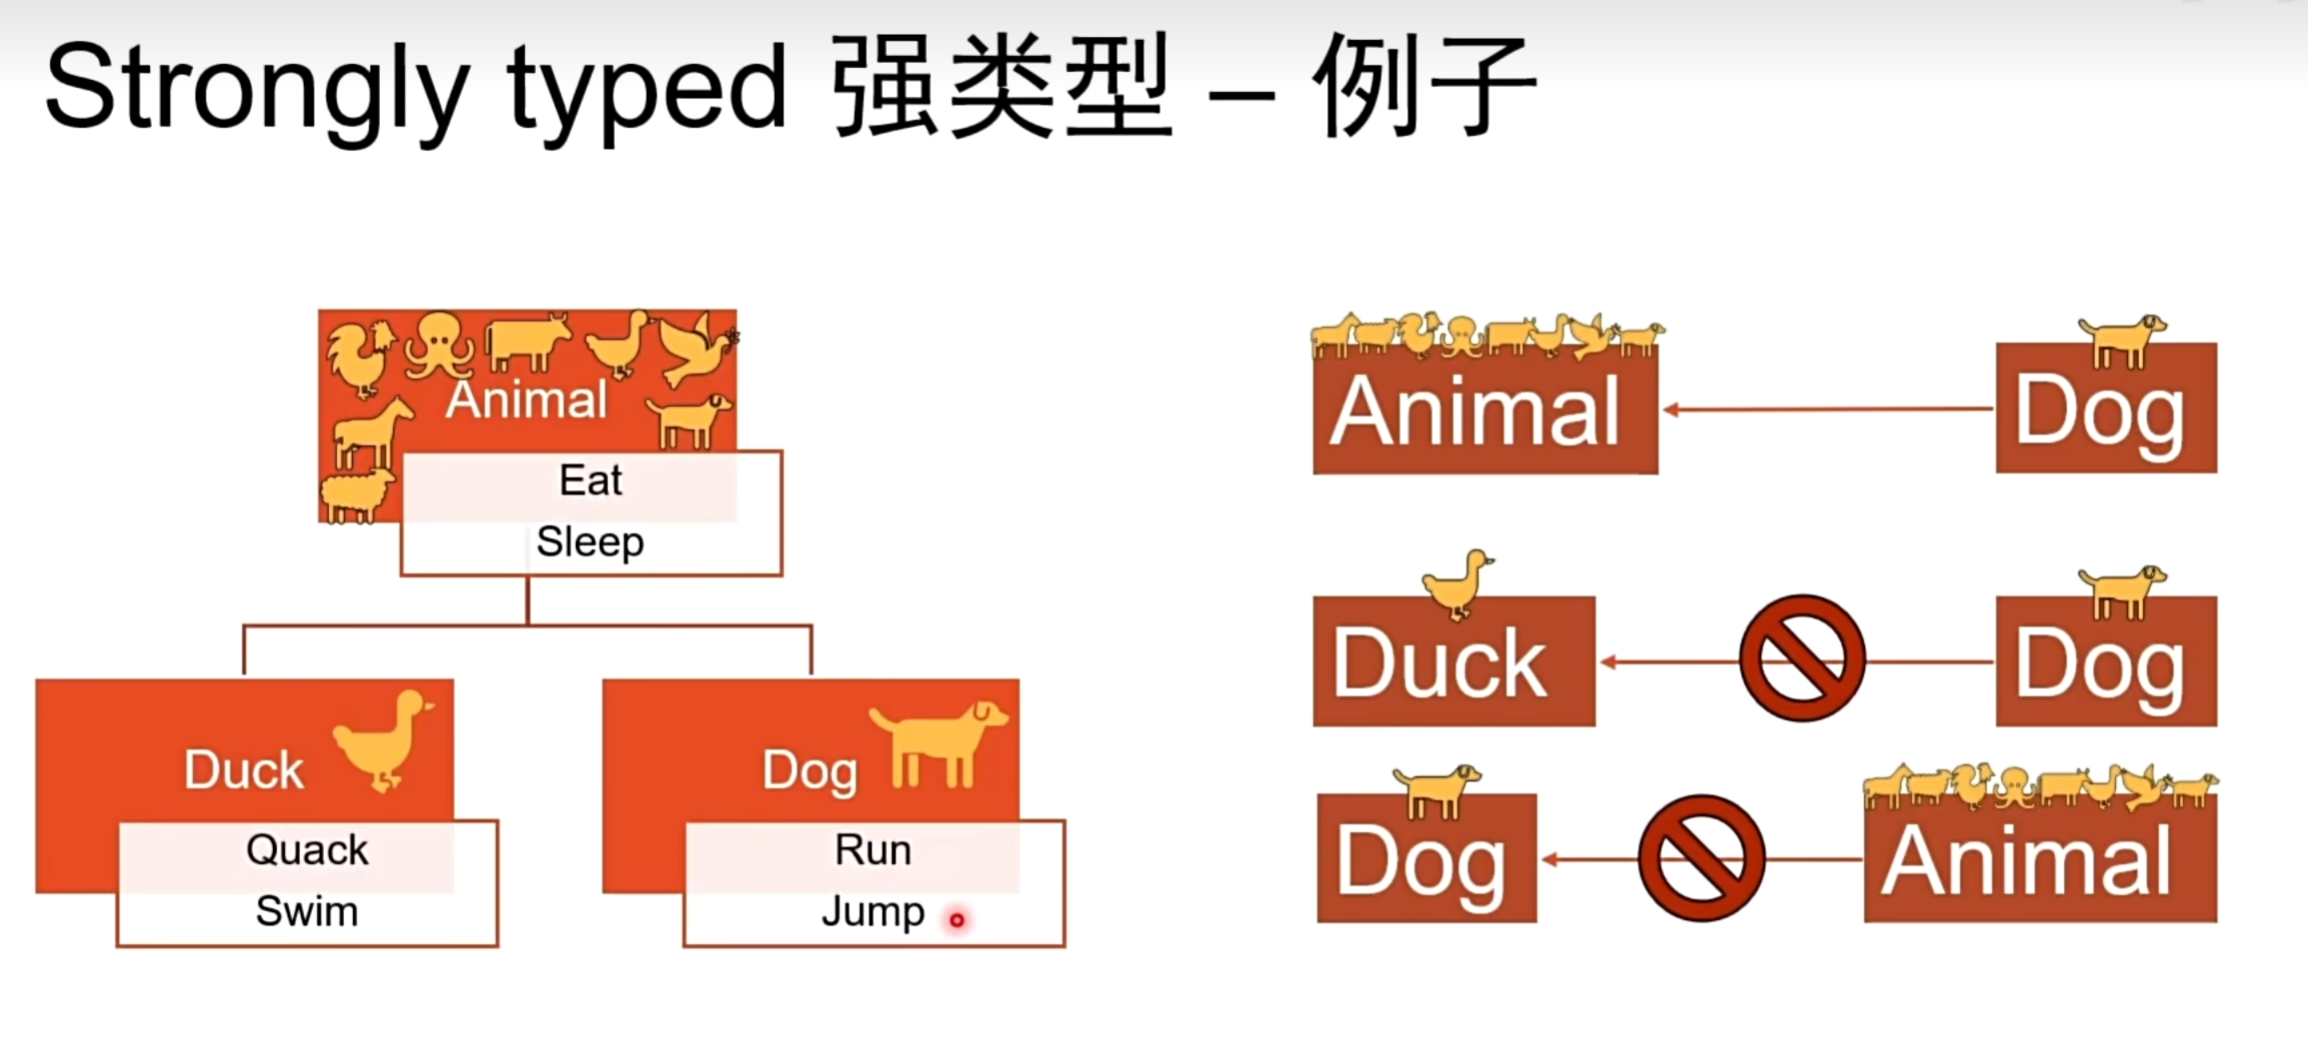 Strongly typed 强类型 – 例子
Animal
Eat
Sleep
Duck
Quack
Swim
Dog
Run
Jump
Animal
Dog
Duck
Dog
Dog
Animal